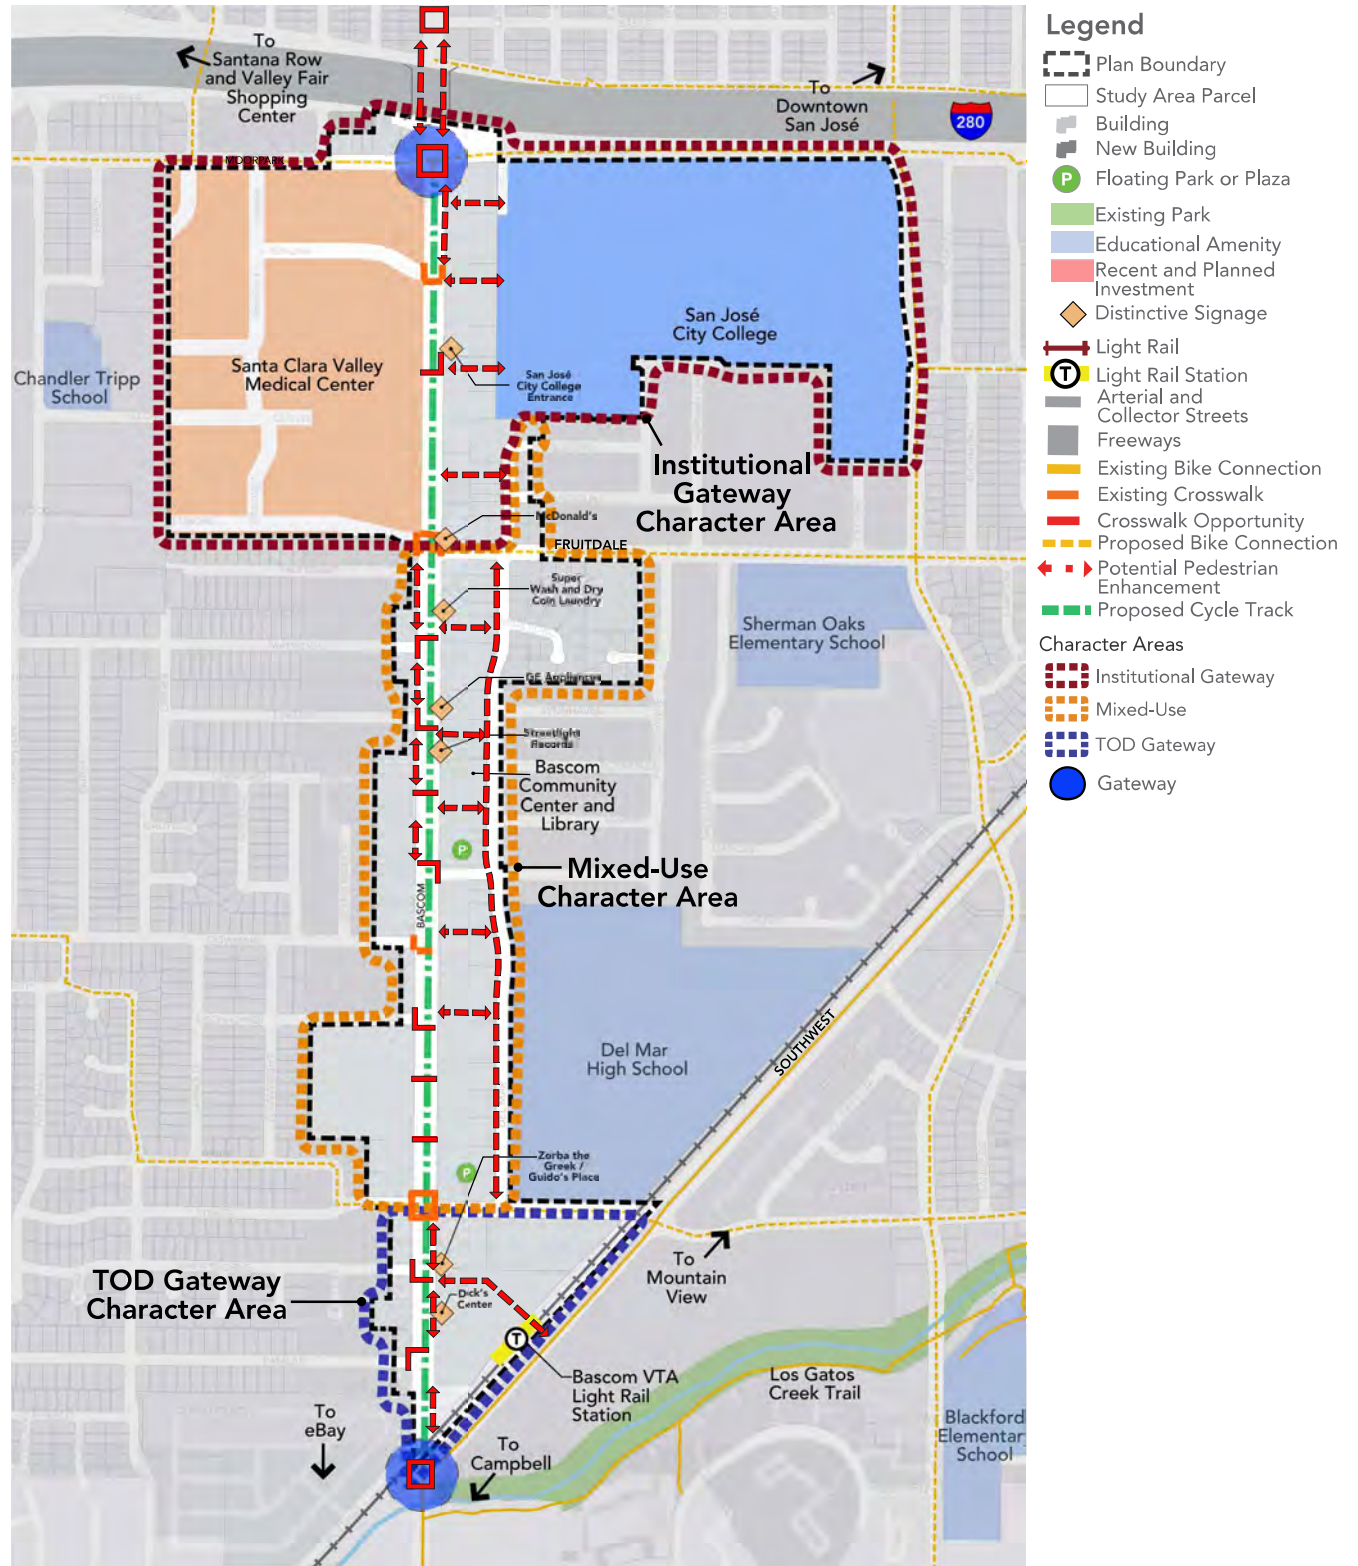 To
Santana Row
and Valley Fair
Shopping
Center
To
Downtown
San José
280
MOORPARK
San José
City College
Santa Clara Valley
Medical Center
Chandler Tripp
School
San José
City College
Entrance
Institutional
Gateway
Character Area
McDonald's
FRUITDALE
Super
Wash and Dry
Coin Laundry
Sherman Oaks
Elementary School
GE Appliances
Streetlight
Records
Bascom
Community
Center and
Library
P
Mixed-Use
Character Area
BASCOM
SOUTHWEST
Del Mar
High School
Zorba the
Greek /
Guido's Place
P
To
Mountain
View
TOD Gateway
Character Area
Dick's
Center
T
Bascom VTA
Light Rail
Station
Los Gatos
Creek Trail
To
eBay
To
Campbell
Blackford
Elementar
School
Legend
Plan Boundary
Study Area Parcel
Building
New Building
P
Floating Park or Plaza
Existing Park
Educational Amenity
Recent and Planned
Investment
Distinctive Signage
Light Rail
T
Light Rail Station
Arterial and
Collector Streets
Freeways
Existing Bike Connection
Existing Crosswalk
Crosswalk Opportunity
Proposed Bike Connection
Potential Pedestrian
Enhancement
Proposed Cycle Track
Character Areas
Institutional Gateway
Mixed-Use
TOD Gateway
Gateway